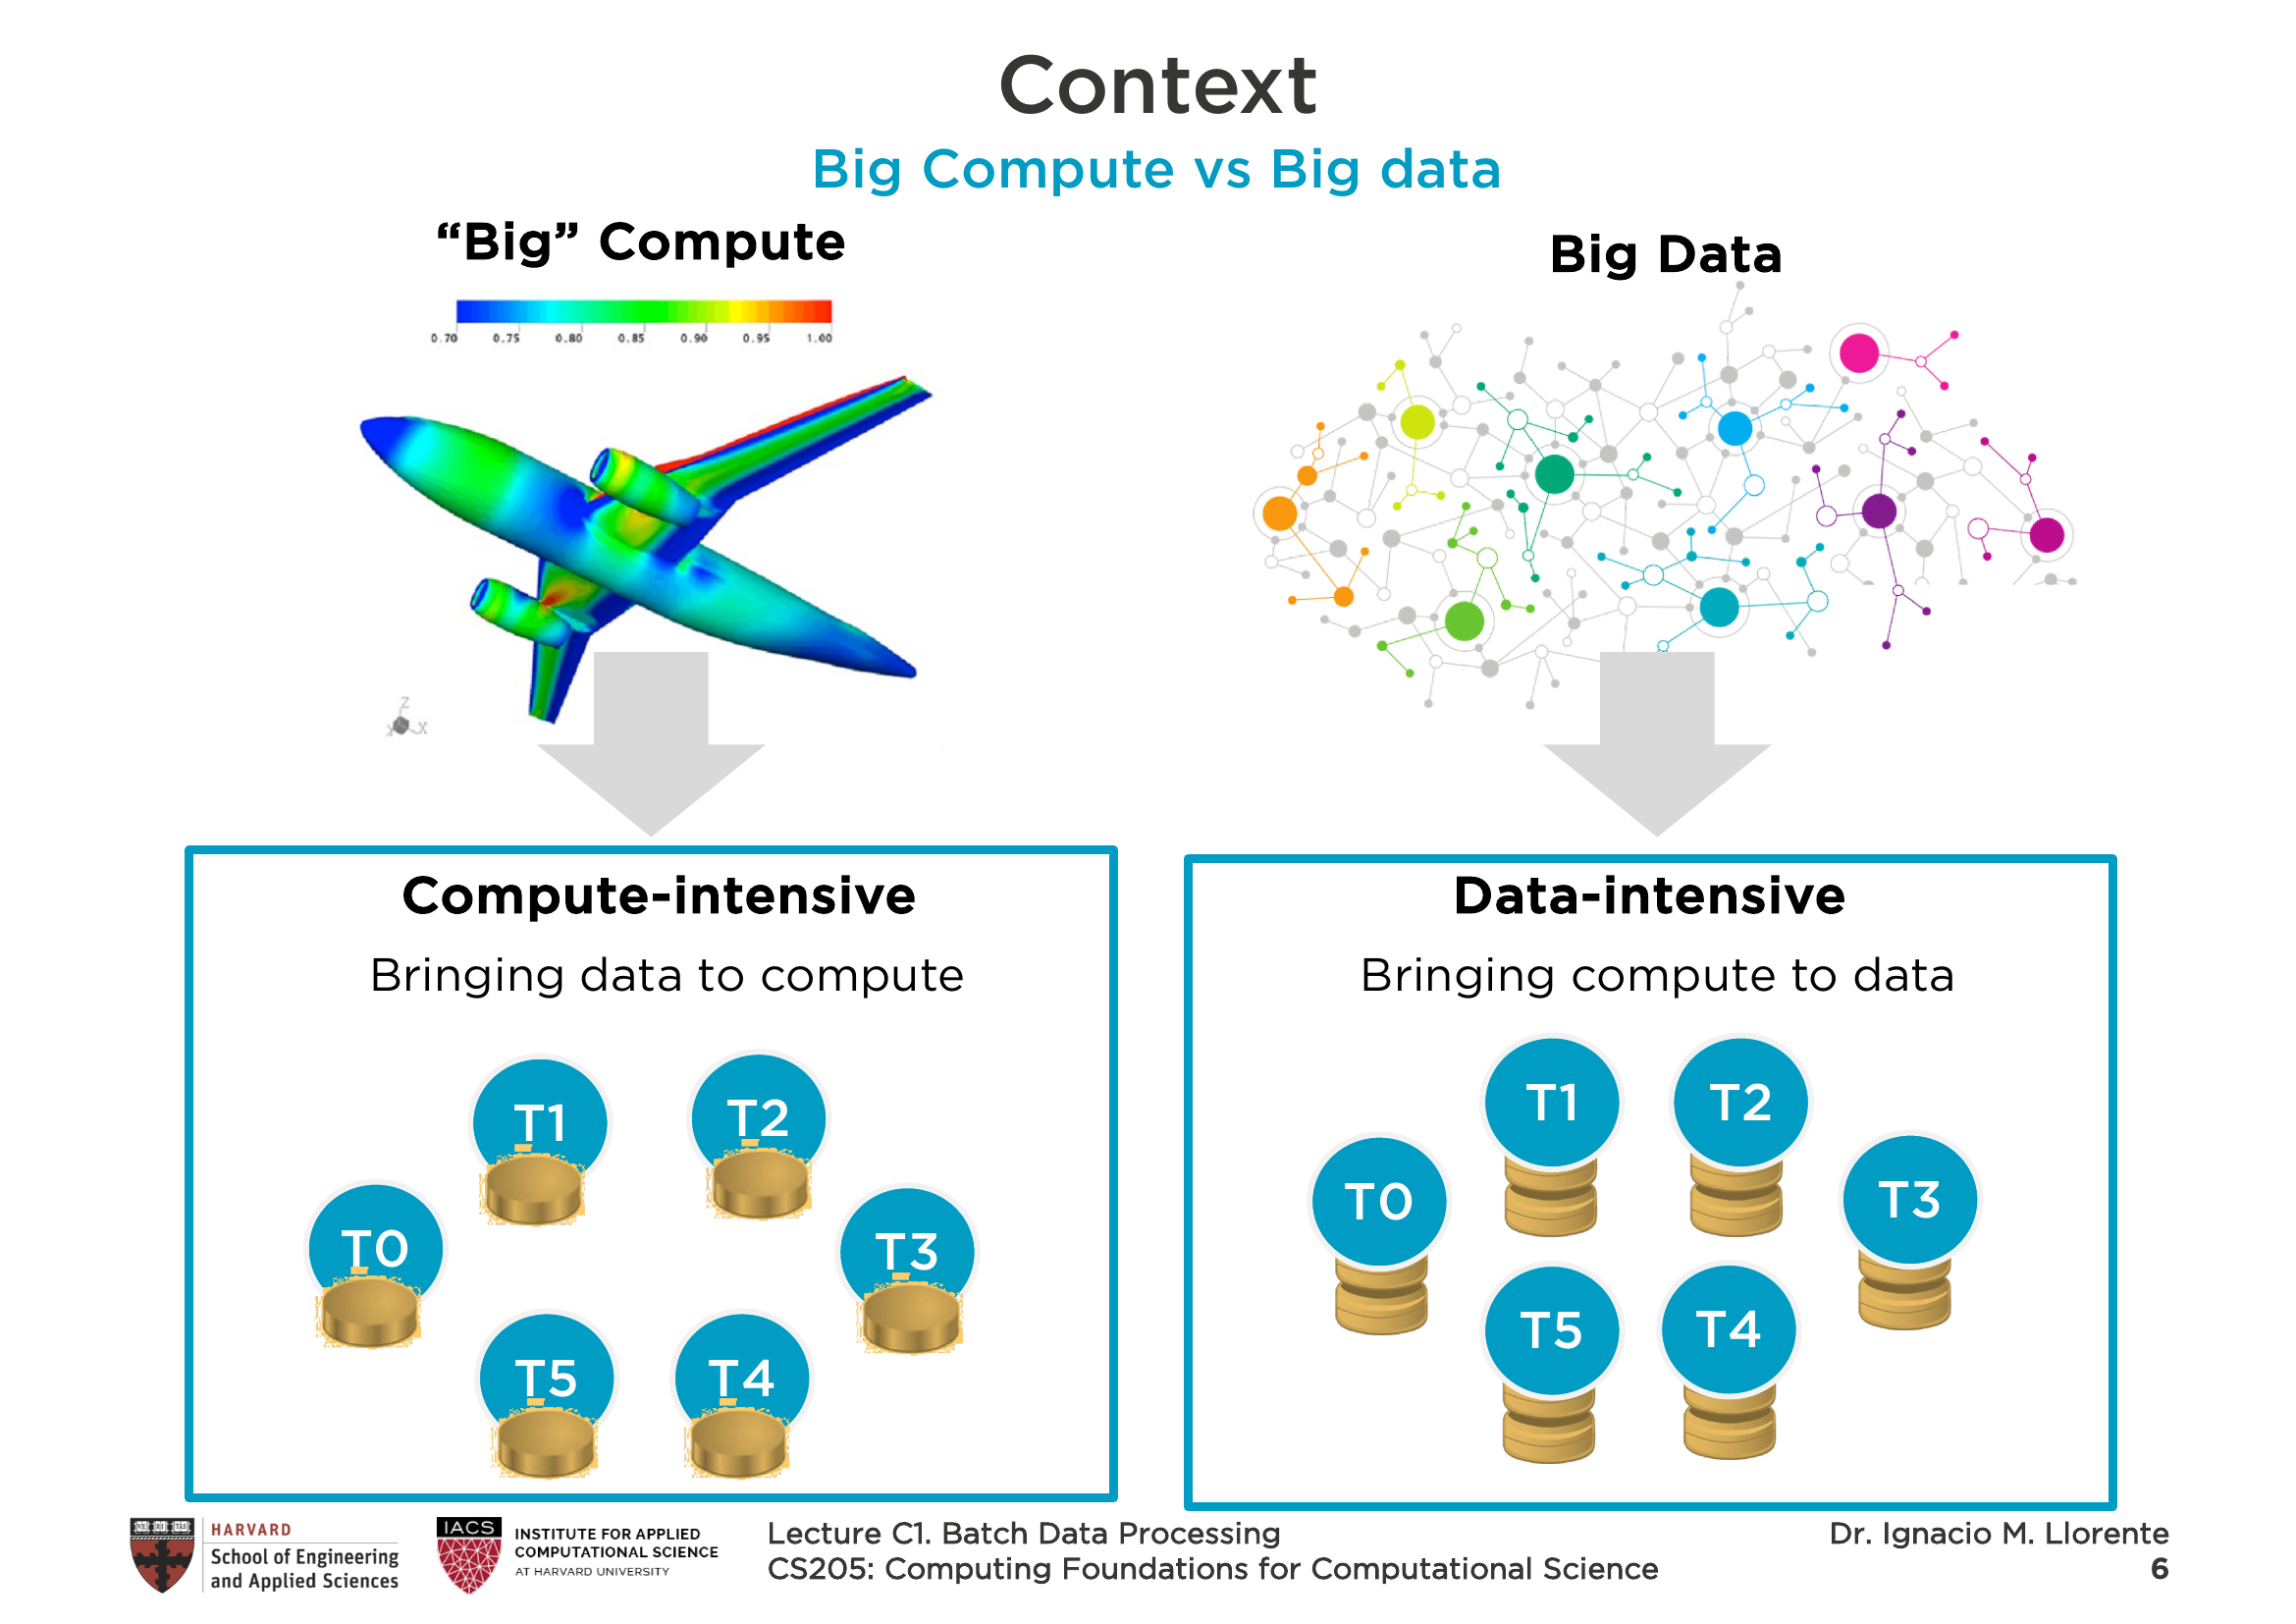 Context
Big Compute vs Big data
“Big” Compute
0.70 0.75 0.80 0.85 0.90 0.95 1.00
Z
X
Big Data
Compute-intensive
Bringing data to compute
T1
T2
T0
T3
T5
T4
Data-intensive
Bringing compute to data
T1
T2
T0
T3
T5
T4
HARVARD
School of Engineering
and Applied Sciences
IACS
INSTITUTE FOR APPLIED
COMPUTATIONAL SCIENCE
AT HARVARD UNIVERSITY
Lecture C1. Batch Data Processing
CS205: Computing Foundations for Computational Science
Dr. Ignacio M. Llorente
6